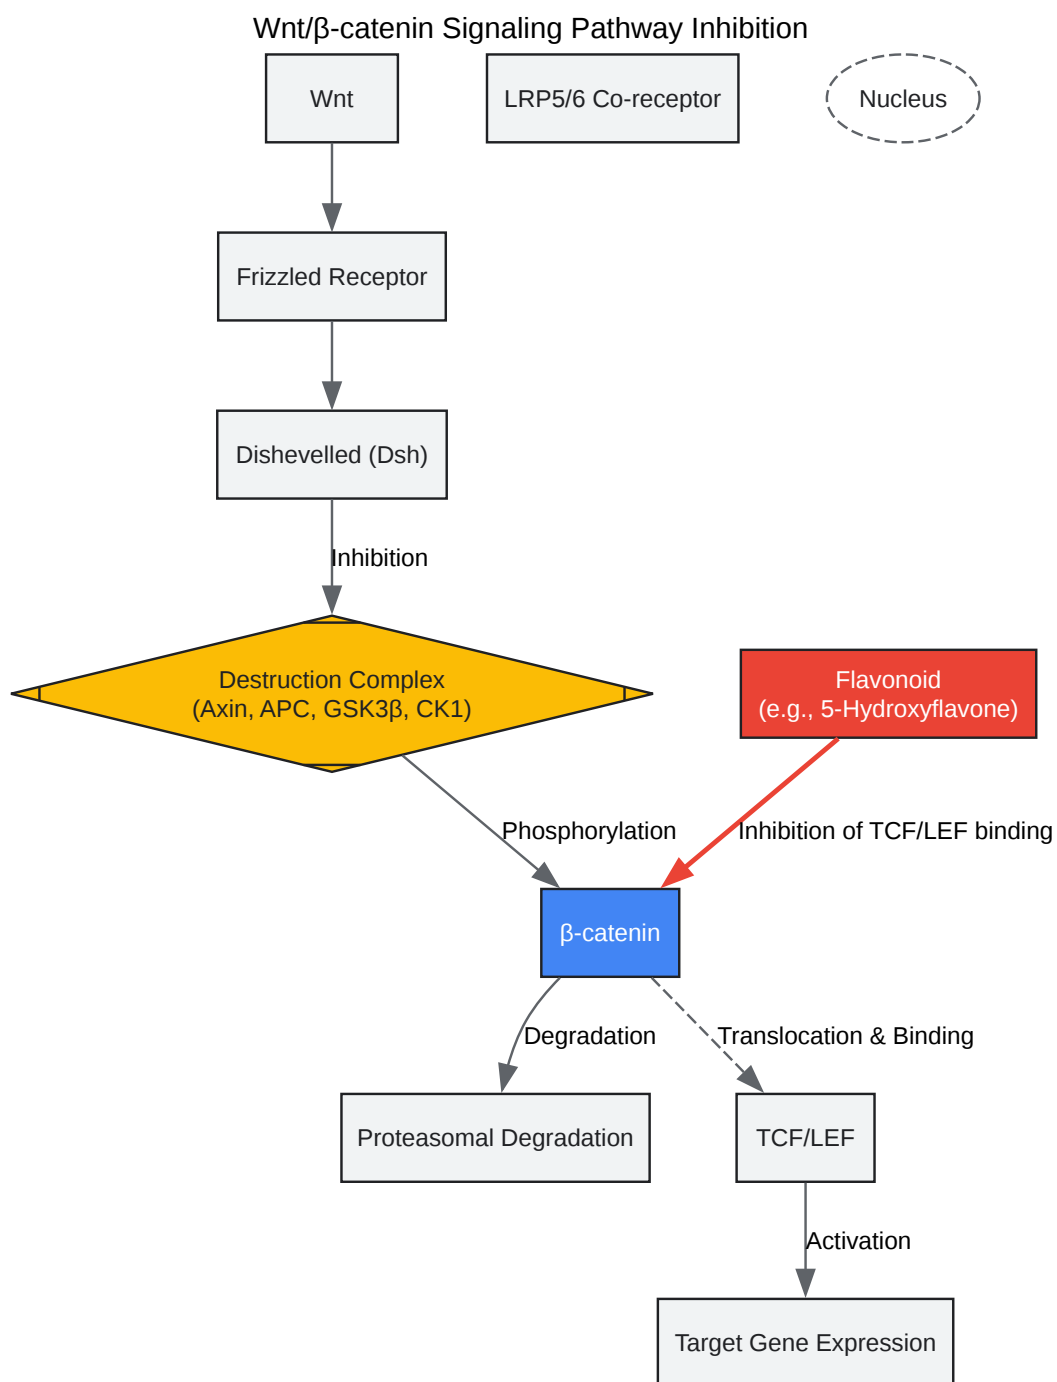 Wnt/β-catenin Signaling Pathway Inhibition
Wnt
LRP5/6 Co-receptor
Nucleus
Frizzled Receptor
Dishevelled (Dsh)
Inhibition
Destruction Complex
(Axin, APC, GSK3β, CK1)
Flavonoid
(e.g., 5-Hydroxyflavone)
Phosphorylation
Inhibition of TCF/LEF binding
β-catenin
Degradation
Translocation & Binding
Proteasomal Degradation
TCF/LEF
Activation
Target Gene Expression